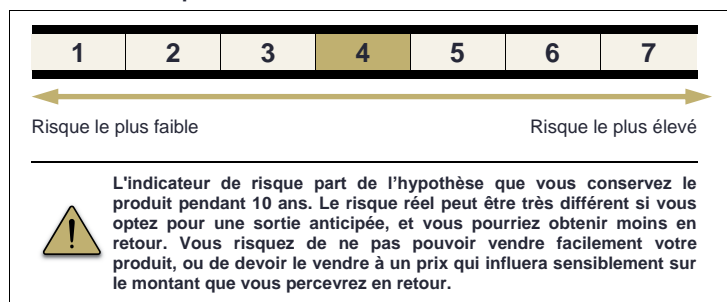 1 2 3 4 5 6 7
Risque le plus faible Risque le plus élevé
L'indicateur de risque part de l’hypothèse que vous conservez le
produit pendant 10 ans. Le risque réel peut être très différent si vous
optez pour une sortie anticipée, et vous pourriez obtenir moins en
retour. Vous risquez de ne pas pouvoir vendre facilement votre
produit, ou de devoir le vendre à un prix qui influera sensiblement sur
le montant que vous percevrez en retour.